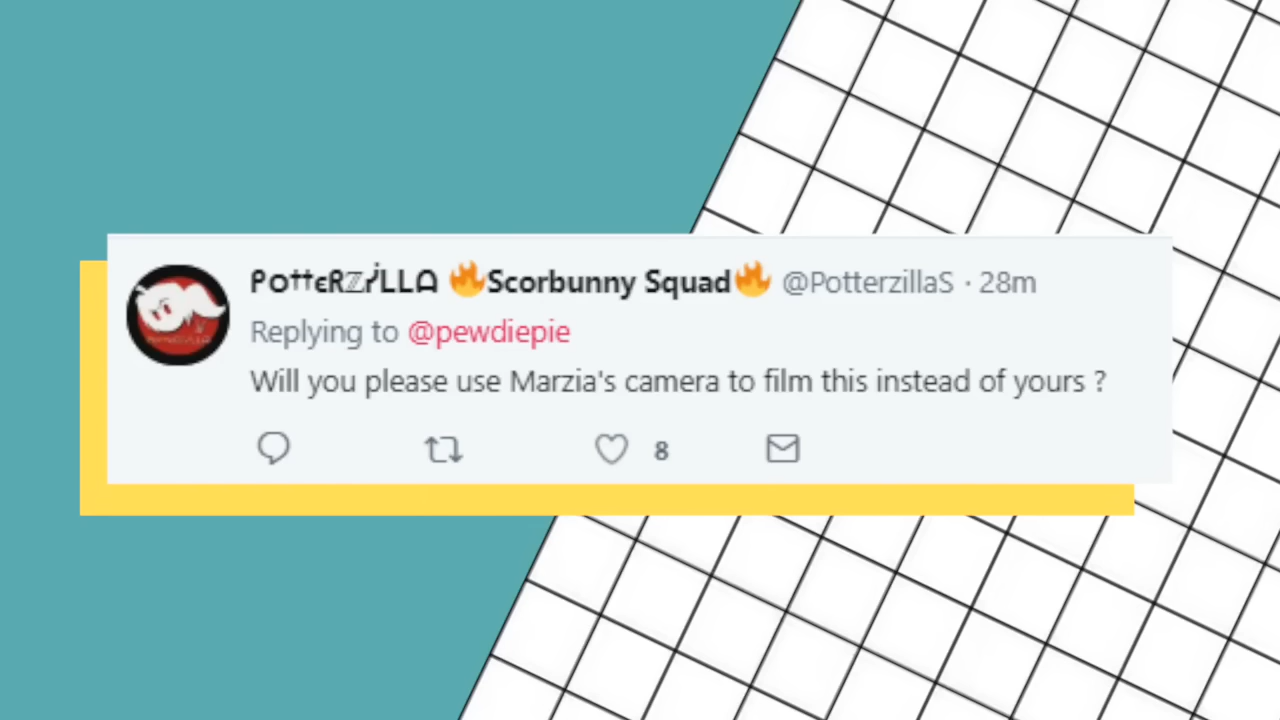 PottєRℤiLLA 🔥Scorbunny Squad🔥 @PotterzillaS · 28m
Replying to @pewdiepie
Will you please use Marzia's camera to film this instead of yours ?
8